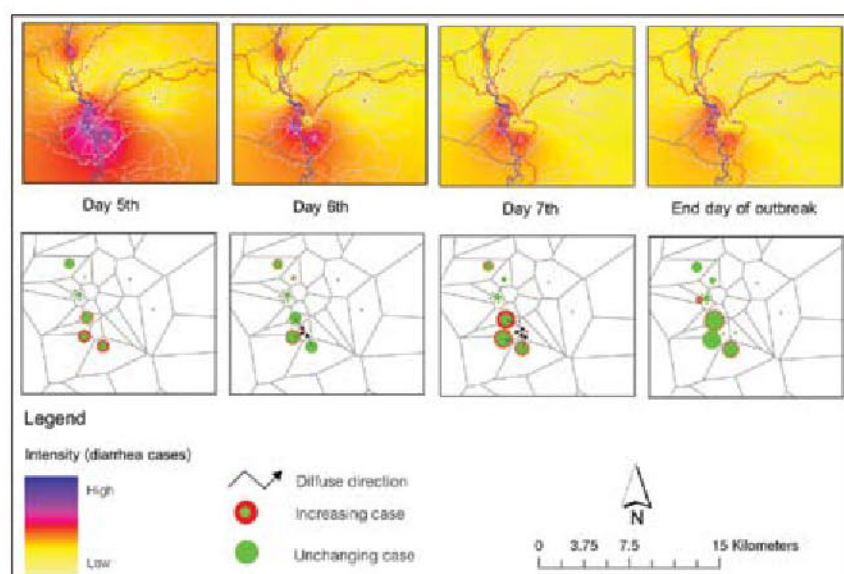 Day 5th
Day 6th
Day 7th
End day of outbreak
Legend
Intensity (diarrhea cases)
High
Low
Diffuse direction
Increasing case
Unchanging case
N
0 3.75 7.5 15 Kilometers